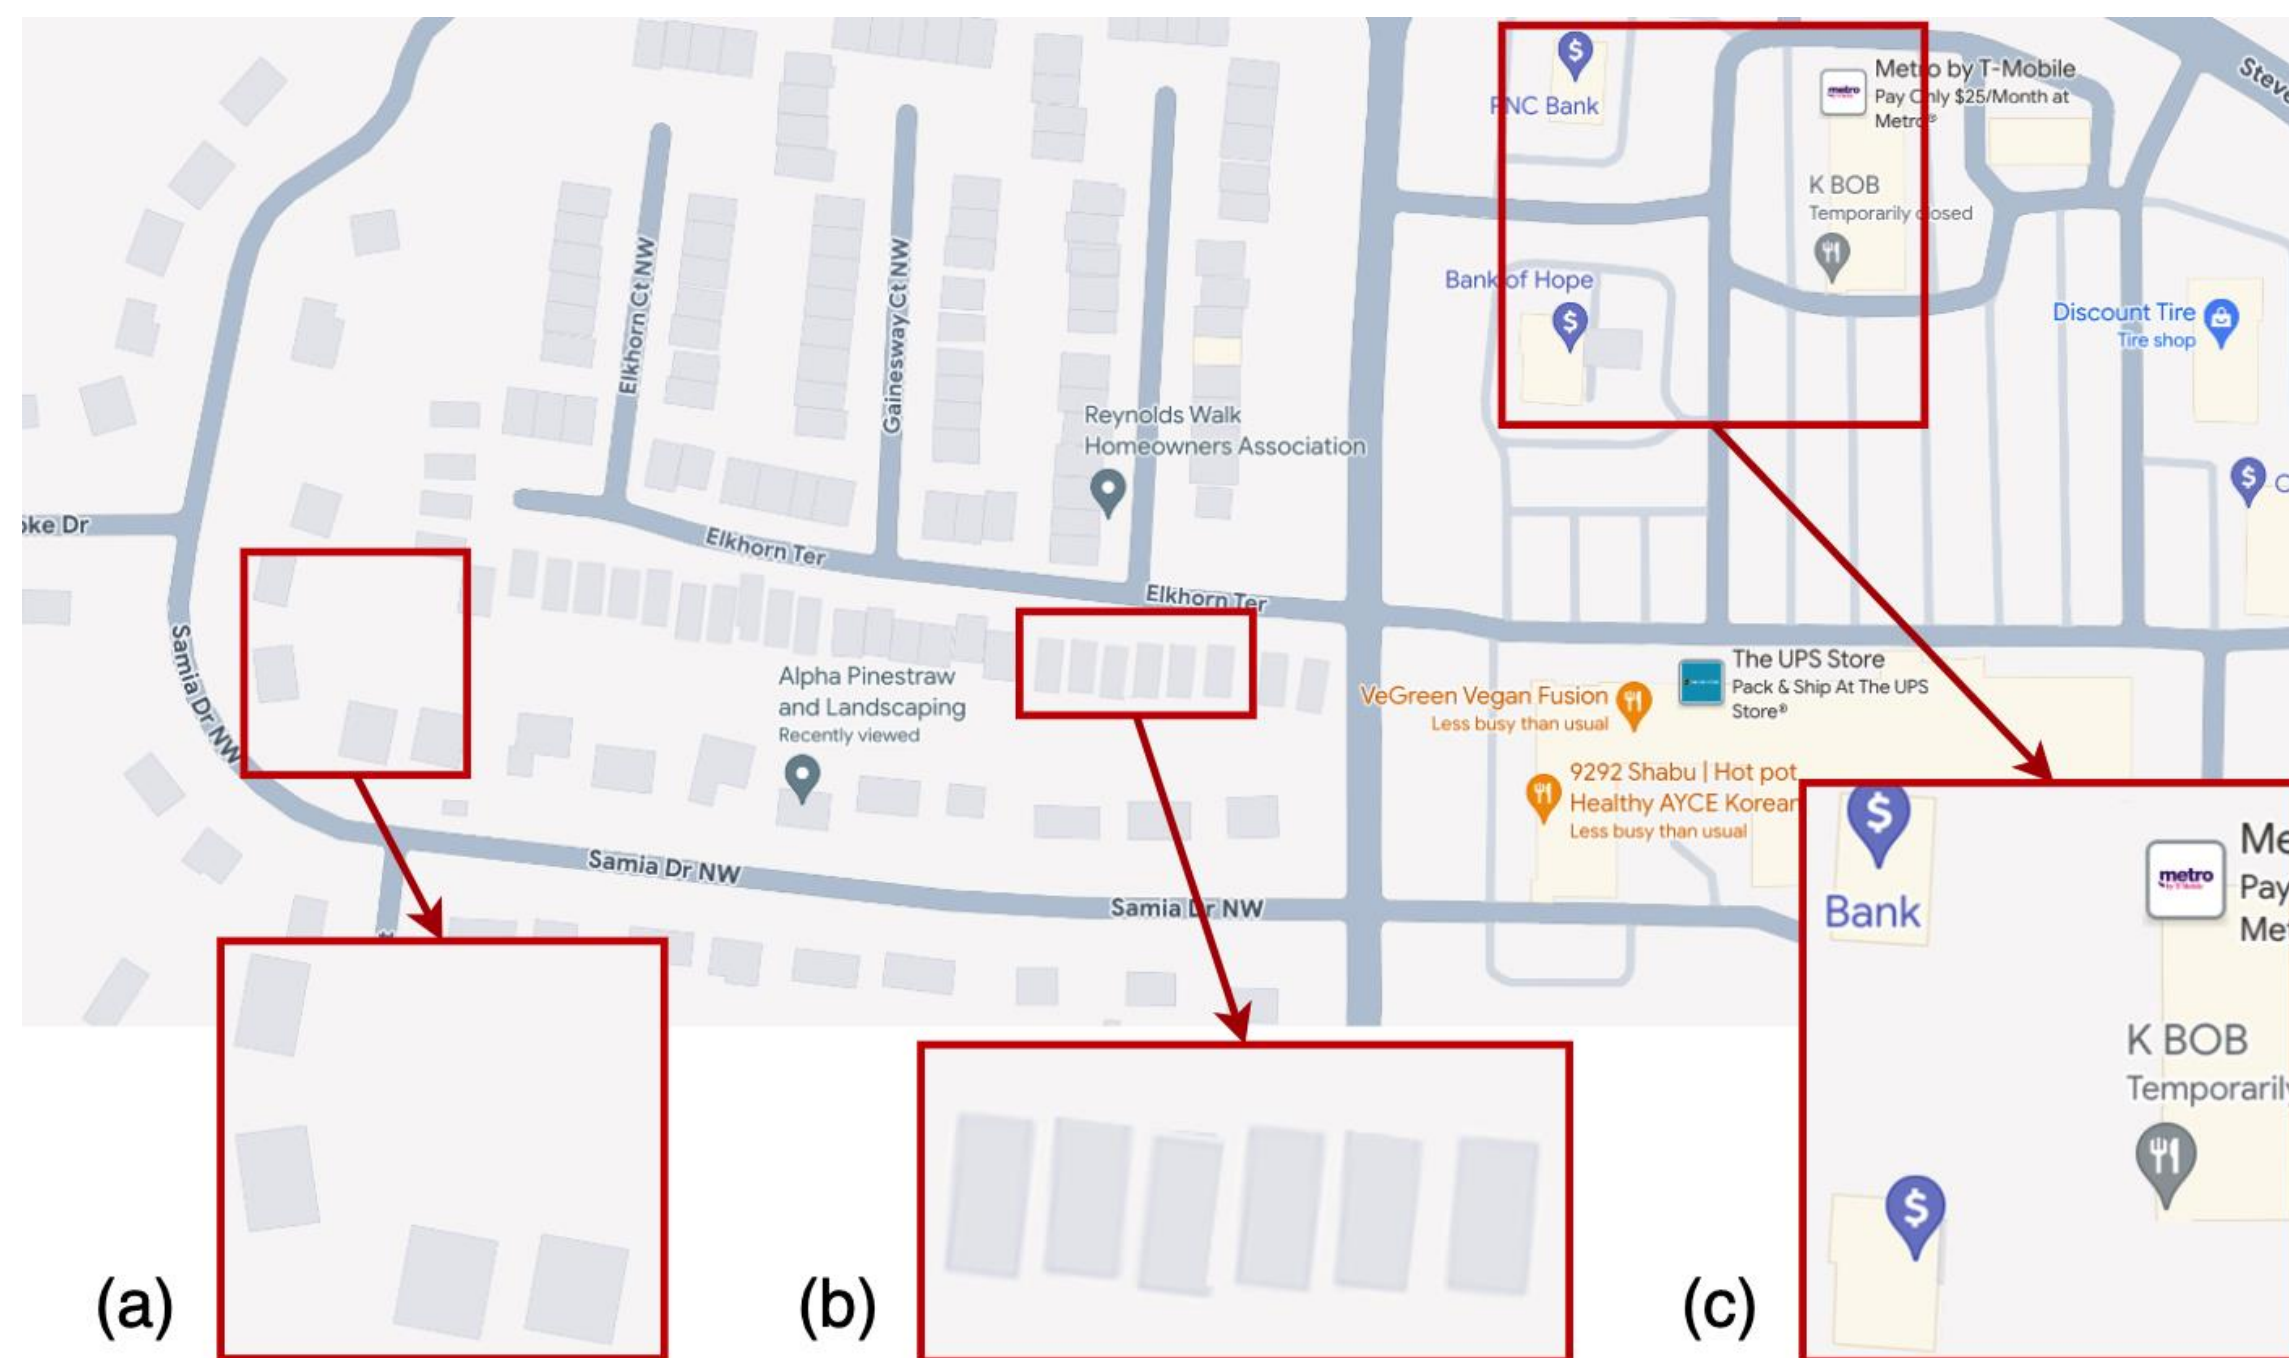 Steve
Metro by T-Mobile
Pay Only $25/Month at
Metro®
metro
PNC Bank
K BOB
Temporarily closed
Bank of Hope
Discount Tire
Tire shop
Elkhorn Ct NW
Gainesway Ct NW
Reynolds Walk
Homeowners Association
C
oke Dr
Elkhorn Ter
Elkhorn Ter
Samia Dr NW
Alpha Pinestraw
and Landscaping
Recently viewed
The UPS Store
Pack & Ship At The UPS
Store®
VeGreen Vegan Fusion
Less busy than usual
9292 Shabu | Hot pot
Healthy AYCE Korean
Less busy than usual
Samia Dr NW
Samia Dr NW
Me
metro
Pay
Met
Bank
K BOB
Temporarily
(a)
(b)
(c)